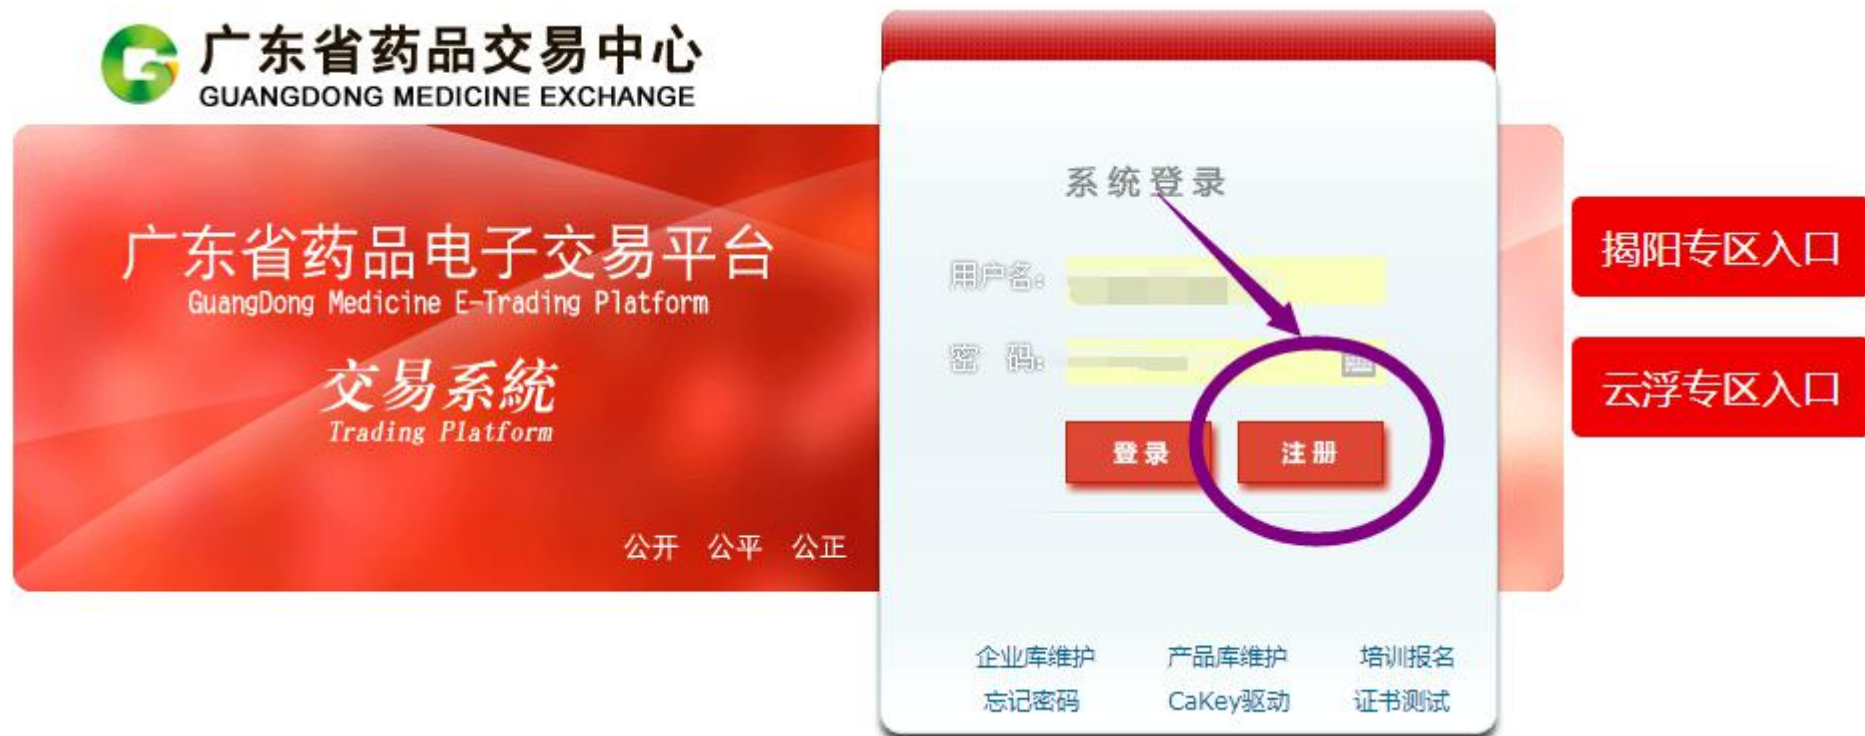 广东省药品交易中心
GUANGDONG MEDICINE EXCHANGE
广东省药品电子交易平台
GuangDong Medicine E-Trading Platform
交易系統
Trading Platform
公开 公平 公正
系统登录
用户名:
密 码:
登录 注册
企业库维护 产品库维护 培训报名
忘记密码 CaKey驱动 证书测试
揭阳专区入口
云浮专区入口